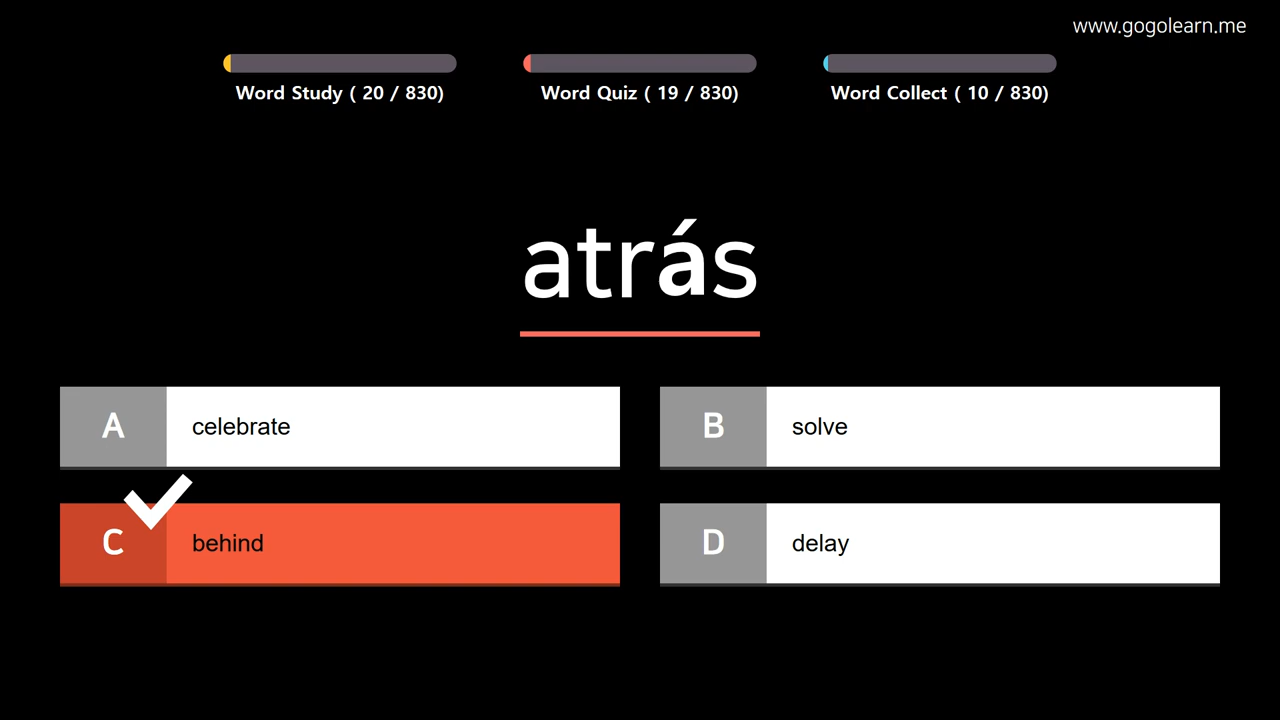 www.gogolearn.me
Word Study ( 20 / 830)
Word Quiz ( 19 / 830)
Word Collect ( 10 / 830)
atrás
A celebrate
B solve
C behind
D delay